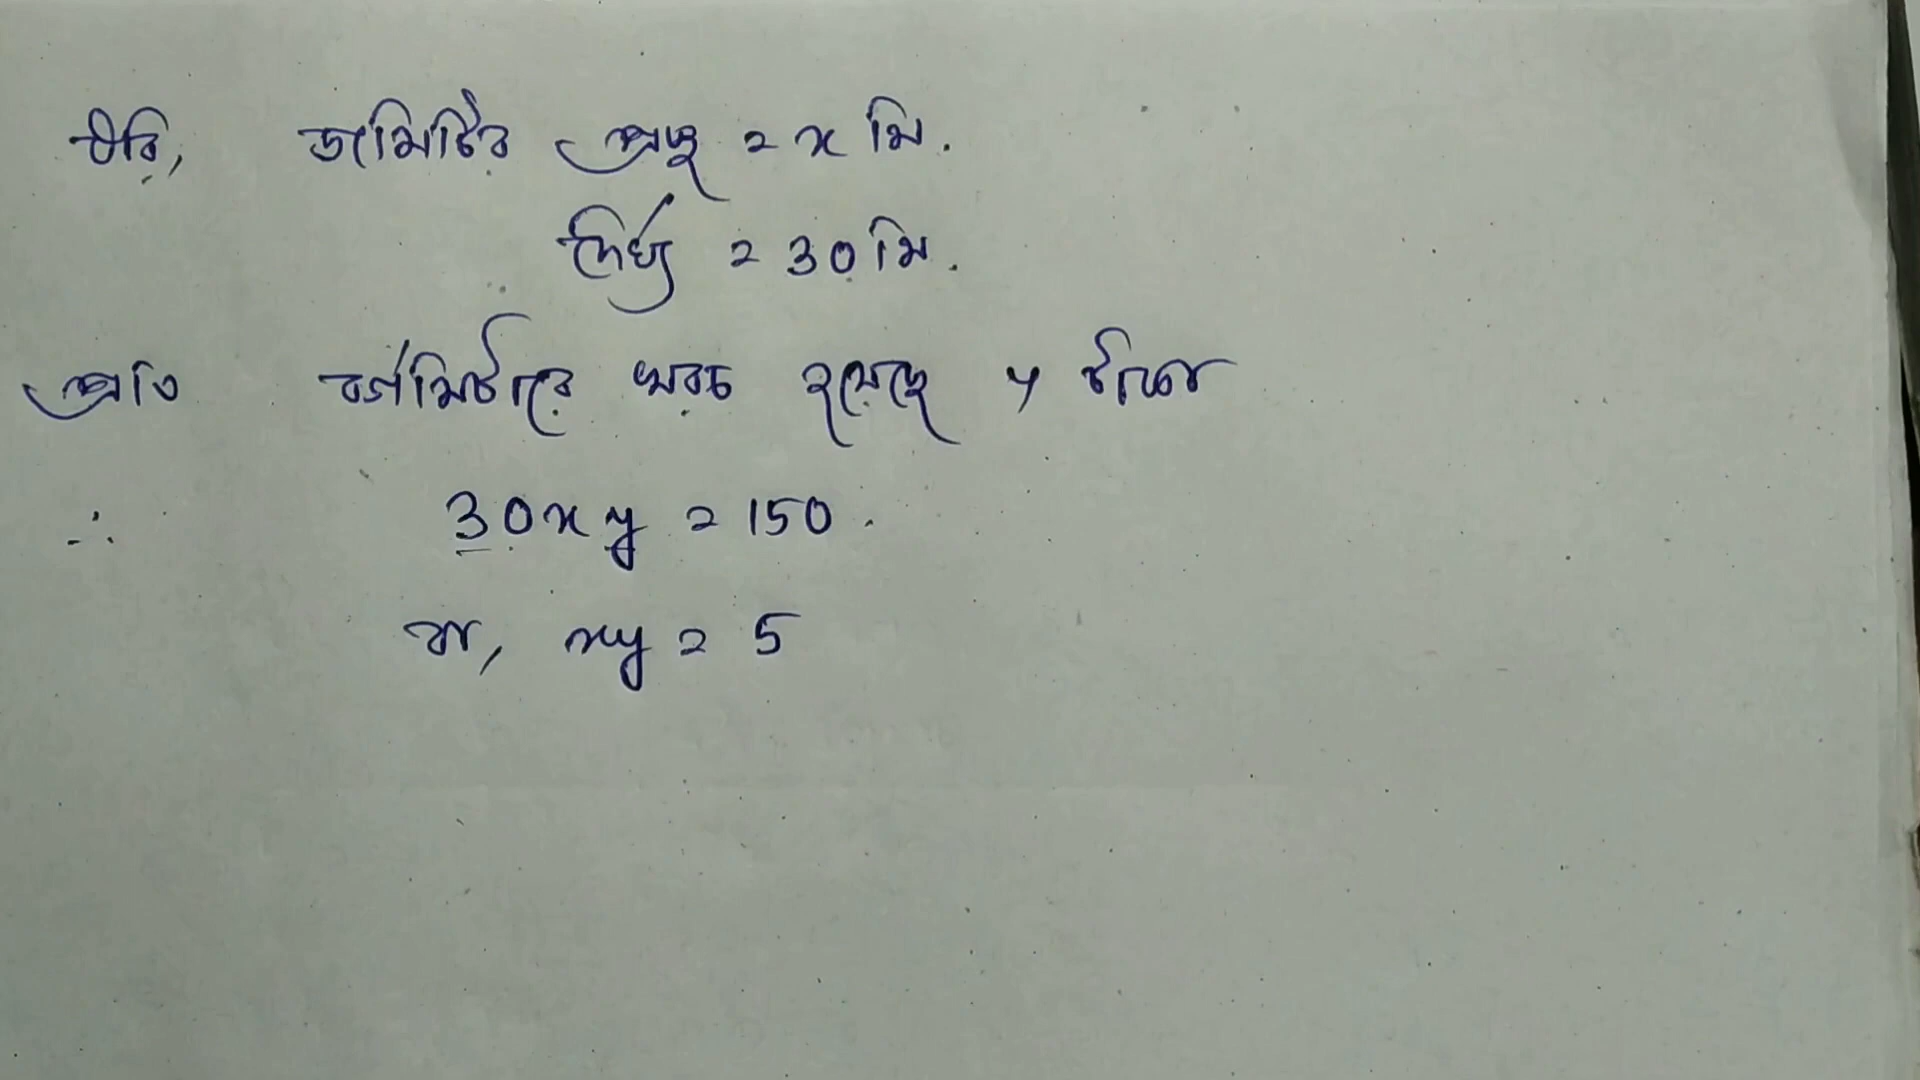 ধরি, জমিটির প্রস্থ = x মি.
দৈর্ঘ্য = 30 মি.
প্রতি বর্গমিটারে খরচ হয়েছে y টাকা
∴ 30xy = 150
বা, xy = 5